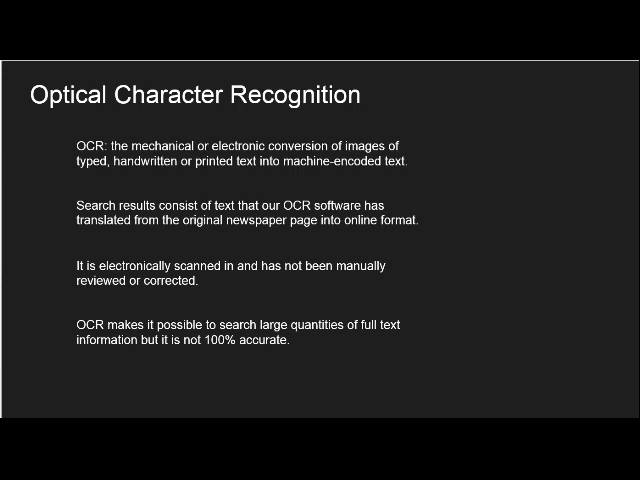 Optical Character Recognition
OCR: the mechanical or electronic conversion of images of
typed, handwritten or printed text into machine-encoded text.
Search results consist of text that our OCR software has
translated from the original newspaper page into online format.
It is electronically scanned in and has not been manually
reviewed or corrected.
OCR makes it possible to search large quantities of full text
information but it is not 100% accurate.